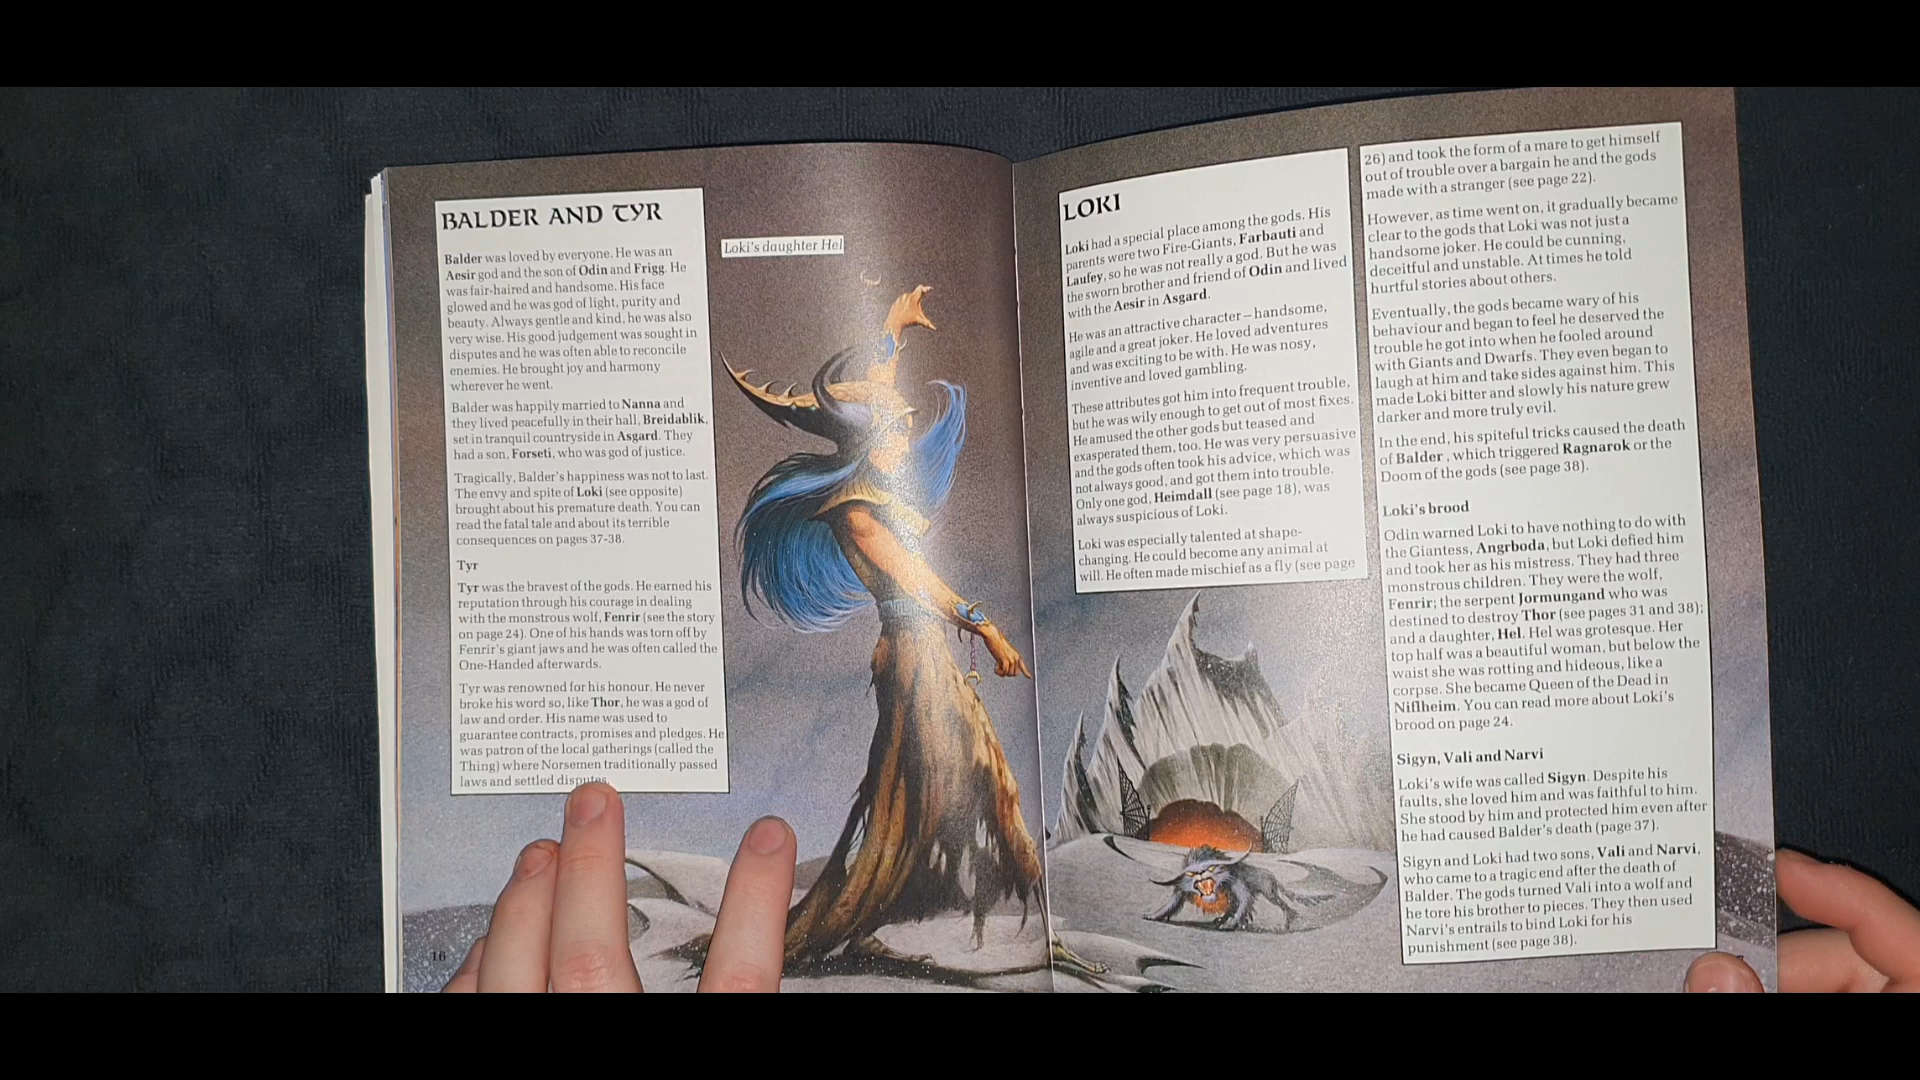 BALDER AND TYR
Balder was loved by everyone. He was an
Aesir god and the son of Odin and Frigg. He
was fair-haired and handsome. His face
glowed and he was god of light, purity and
beauty. Always gentle and kind, he was also
very wise. His good judgement was sought in
disputes and he was often able to reconcile
enemies. He brought joy and harmony
wherever he went.
Balder was happily married to Nanna and
they lived peacefully in their hall, Breidablik,
set in tranquil countryside in Asgard. They
had a son, Forseti, who was god of justice.
Tragically, Balder's happiness was not to last.
The envy and spite of Loki (see opposite)
brought about his premature death. You can
read the fatal tale and about its terrible
consequences on pages 37-38.
Tyr
Tyr was the bravest of the gods. He earned his
reputation through his courage in dealing
with the monstrous wolf, Fenrir (see the story
on page 24). One of his hands was torn off by
Fenrir's giant jaws and he was often called the
One-Handed afterwards.
Tyr was renowned for his honour. He never
broke his word so, like Thor, he was a god of
law and order. His name was used to
guarantee contracts, promises and pledges. He
was patron of the local gatherings (called the
Thing) where Norsemen traditionally passed
laws and settled disputes.
16
Loki's daughter Hel
LOKI
Loki had a special place among the gods. His
parents were two Fire-Giants, Farbauti and
Laufey, so he was not really a god. But he was
the sworn brother and friend of Odin and lived
with the Aesir in Asgard.
He was an attractive character – handsome,
agile and a great joker. He loved adventures
and was exciting to be with. He was nosy,
inventive and loved gambling.
These attributes got him into frequent trouble,
but he was wily enough to get out of most fixes.
He amused the other gods but teased and
exasperated them, too. He was very persuasive
and the gods often took his advice, which was
not always good, and got them into trouble.
Only one god, Heimdall (see page 18), was
always suspicious of Loki.
Loki was especially talented at shape-
changing. He could become any animal at
will. He often made mischief as a fly (see page
26) and took the form of a mare to get himself
out of trouble over a bargain he and the gods
made with a stranger (see page 22).
However, as time went on, it gradually became
clear to the gods that Loki was not just a
handsome joker. He could be cunning,
deceitful and unstable. At times he told
hurtful stories about others.
Eventually, the gods became wary of his
behaviour and began to feel he deserved the
trouble he got into when he fooled around
with Giants and Dwarfs. They even began to
laugh at him and take sides against him. This
made Loki bitter and slowly his nature grew
darker and more truly evil.
In the end, his spiteful tricks caused the death
of Balder , which triggered Ragnarok or the
Doom of the gods (see page 38).
Loki's brood
Odin warned Loki to have nothing to do with
the Giantess, Angrboda, but Loki defied him
and took her as his mistress. They had three
monstrous children. They were the wolf,
Fenrir; the serpent Jormungand who was
destined to destroy Thor (see pages 31 and 38);
and a daughter, Hel. Hel was grotesque. Her
top half was a beautiful woman, but below the
waist she was rotting and hideous, like a
corpse. She became Queen of the Dead in
Niflheim. You can read more about Loki's
brood on page 24.
Sigyn, Vali and Narvi
Loki's wife was called Sigyn. Despite his
faults, she loved him and was faithful to him.
She stood by him and protected him even after
he had caused Balder's death (page 37).
Sigyn and Loki had two sons, Vali and Narvi,
who came to a tragic end after the death of
Balder. The gods turned Vali into a wolf and
he tore his brother to pieces. They then used
Narvi's entrails to bind Loki for his
punishment (see page 38).